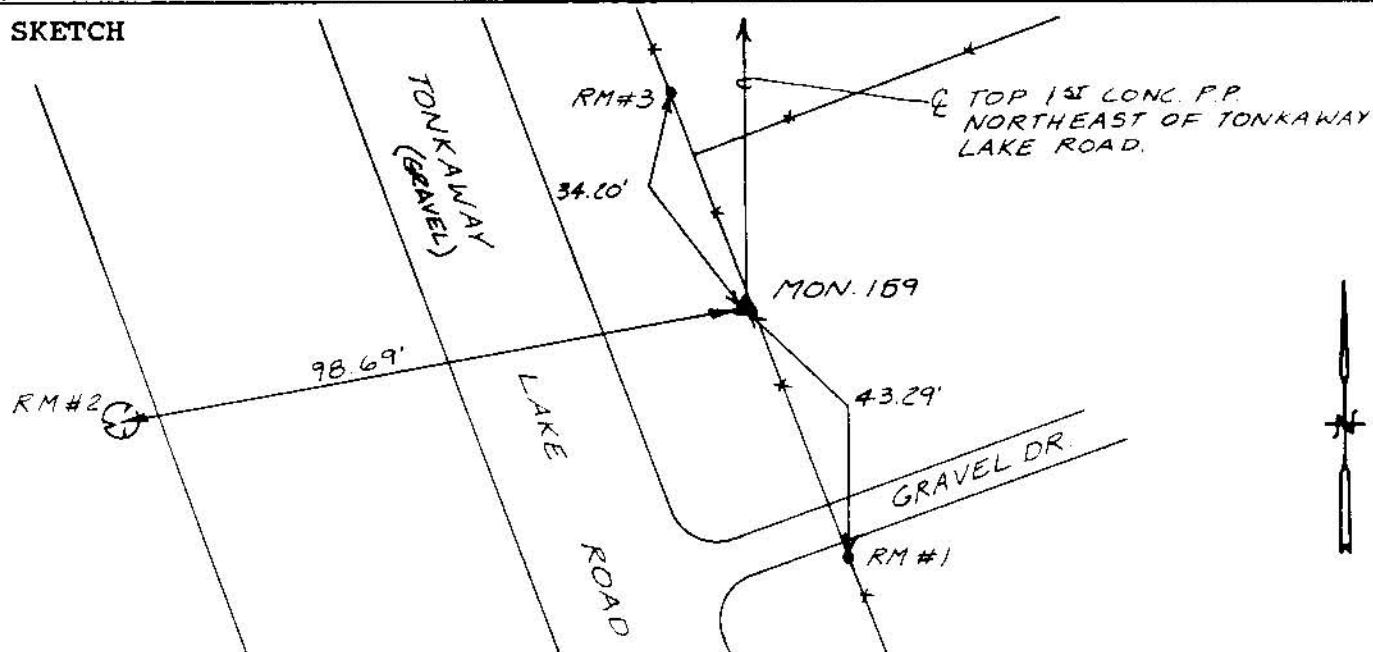 SKETCH
TONKAWAY
(GRAVEL)
RM#3
℄ TOP 1ST CONC. P.P.
NORTHEAST OF TONKAWAY
LAKE ROAD.
34.20'
MON. 159
98.69'
RM#2
LAKE
ROAD
43.29'
GRAVEL DR.
RM #1
N